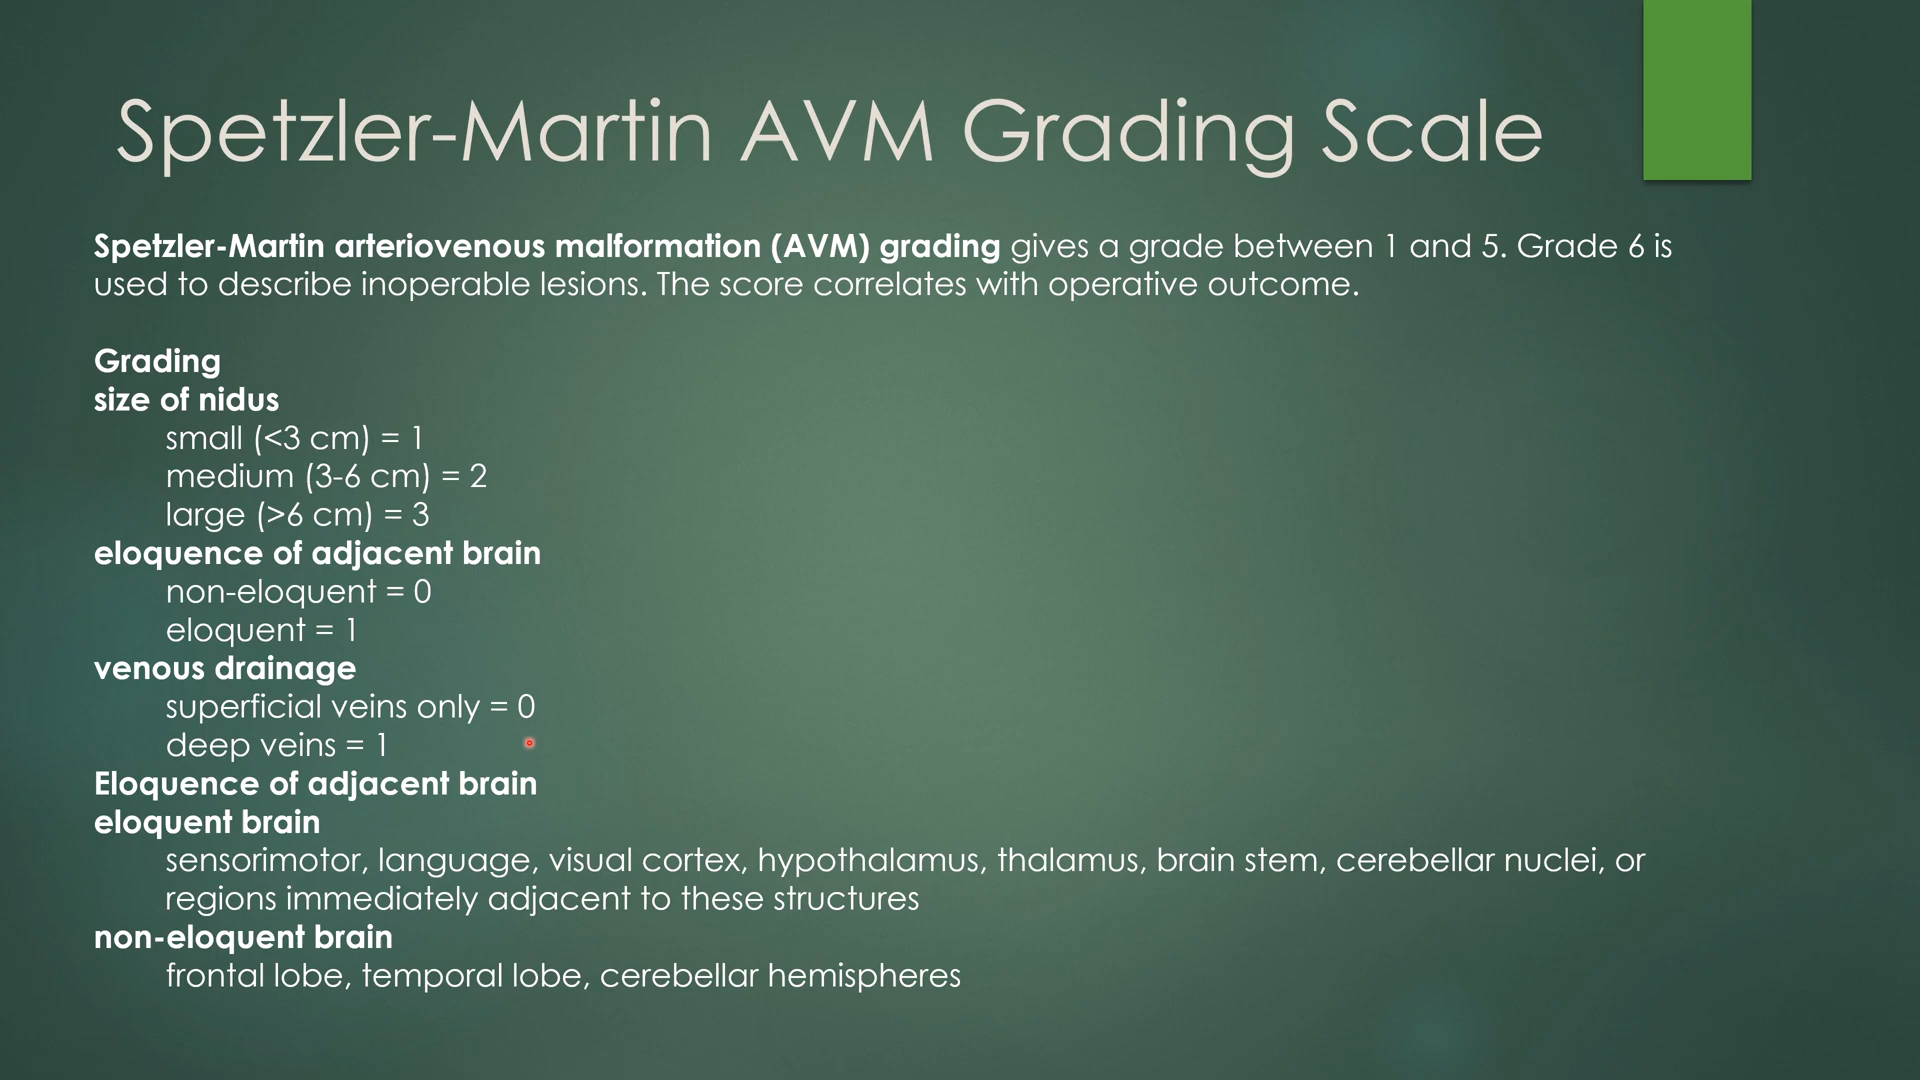 Spetzler-Martin AVM Grading Scale
Spetzler-Martin arteriovenous malformation (AVM) grading gives a grade between 1 and 5. Grade 6 is
used to describe inoperable lesions. The score correlates with operative outcome.
Grading
size of nidus
small (<3 cm) = 1
medium (3-6 cm) = 2
large (>6 cm) = 3
eloquence of adjacent brain
non-eloquent = 0
eloquent = 1
venous drainage
superficial veins only = 0
deep veins = 1
Eloquence of adjacent brain
eloquent brain
sensorimotor, language, visual cortex, hypothalamus, thalamus, brain stem, cerebellar nuclei, or
regions immediately adjacent to these structures
non-eloquent brain
frontal lobe, temporal lobe, cerebellar hemispheres